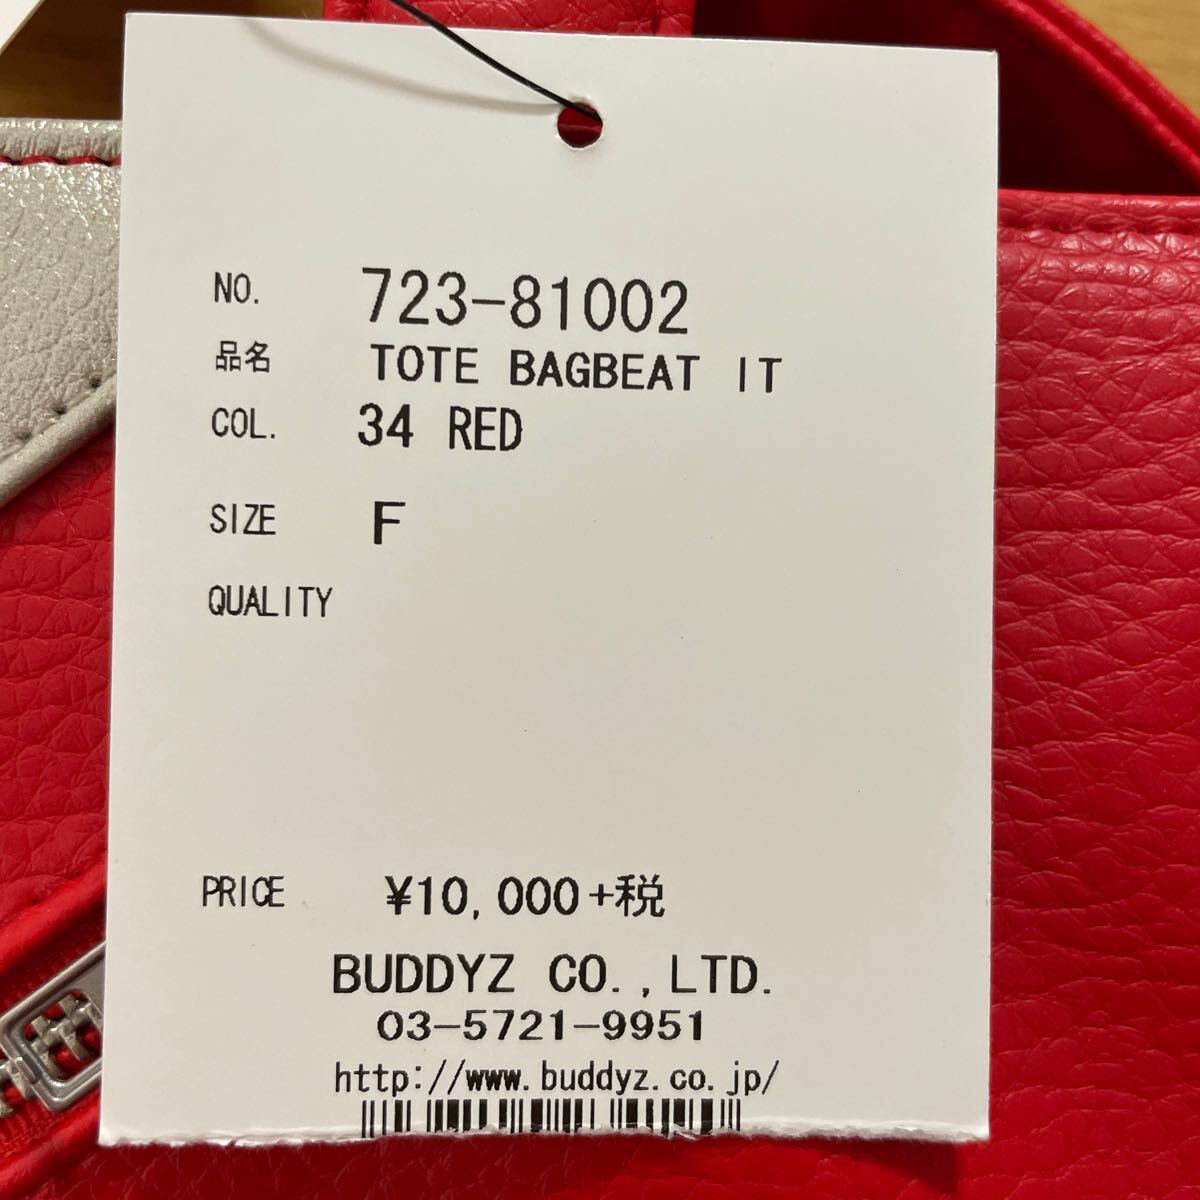 NO. 723-81002
品名 TOTE BAGBEAT IT
COL. 34 RED
SIZE F
QUALITY
PRICE ¥10,000+税
BUDDYZ CO.,LTD.
03-5721-9951
http://www.buddyz.co.jp/